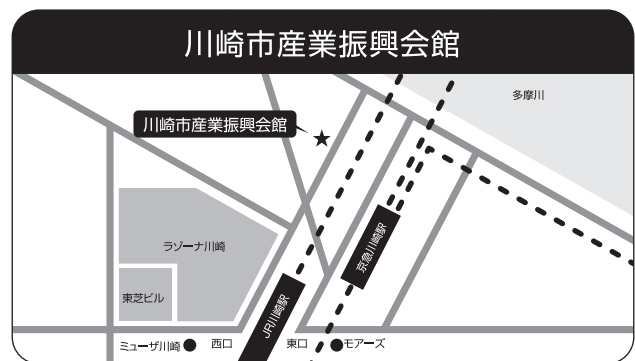 川崎市産業振興会館
多摩川
川崎市産業振興会館
京急川崎駅
ラゾーナ川崎
東芝ビル
JR川崎駅
ミューザ川崎
西口
東口
モアーズ